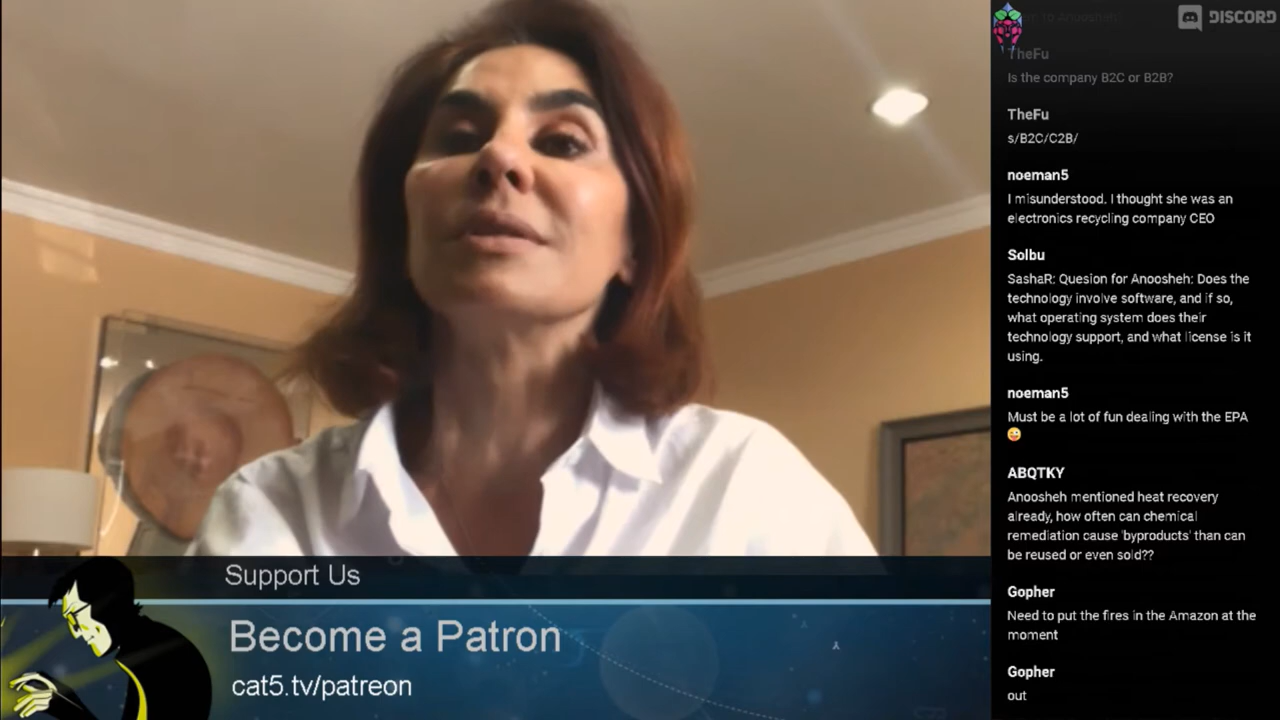 Support Us
Become a Patron
cat5.tv/patreon
DISCORD
to Anoosheh
TheFu
Is the company B2C or B2B?
TheFu
s/B2C/C2B/
noeman5
I misunderstood. I thought she was an
electronics recycling company CEO
Solbu
SashaR: Quesion for Anoosheh: Does the
technology involve software, and if so,
what operating system does their
technology support, and what license is it
using.
noeman5
Must be a lot of fun dealing with the EPA
😜
ABQTKY
Anoosheh mentioned heat recovery
already, how often can chemical
remediation cause 'byproducts' than can
be reused or even sold??
Gopher
Need to put the fires in the Amazon at the
moment
Gopher
out